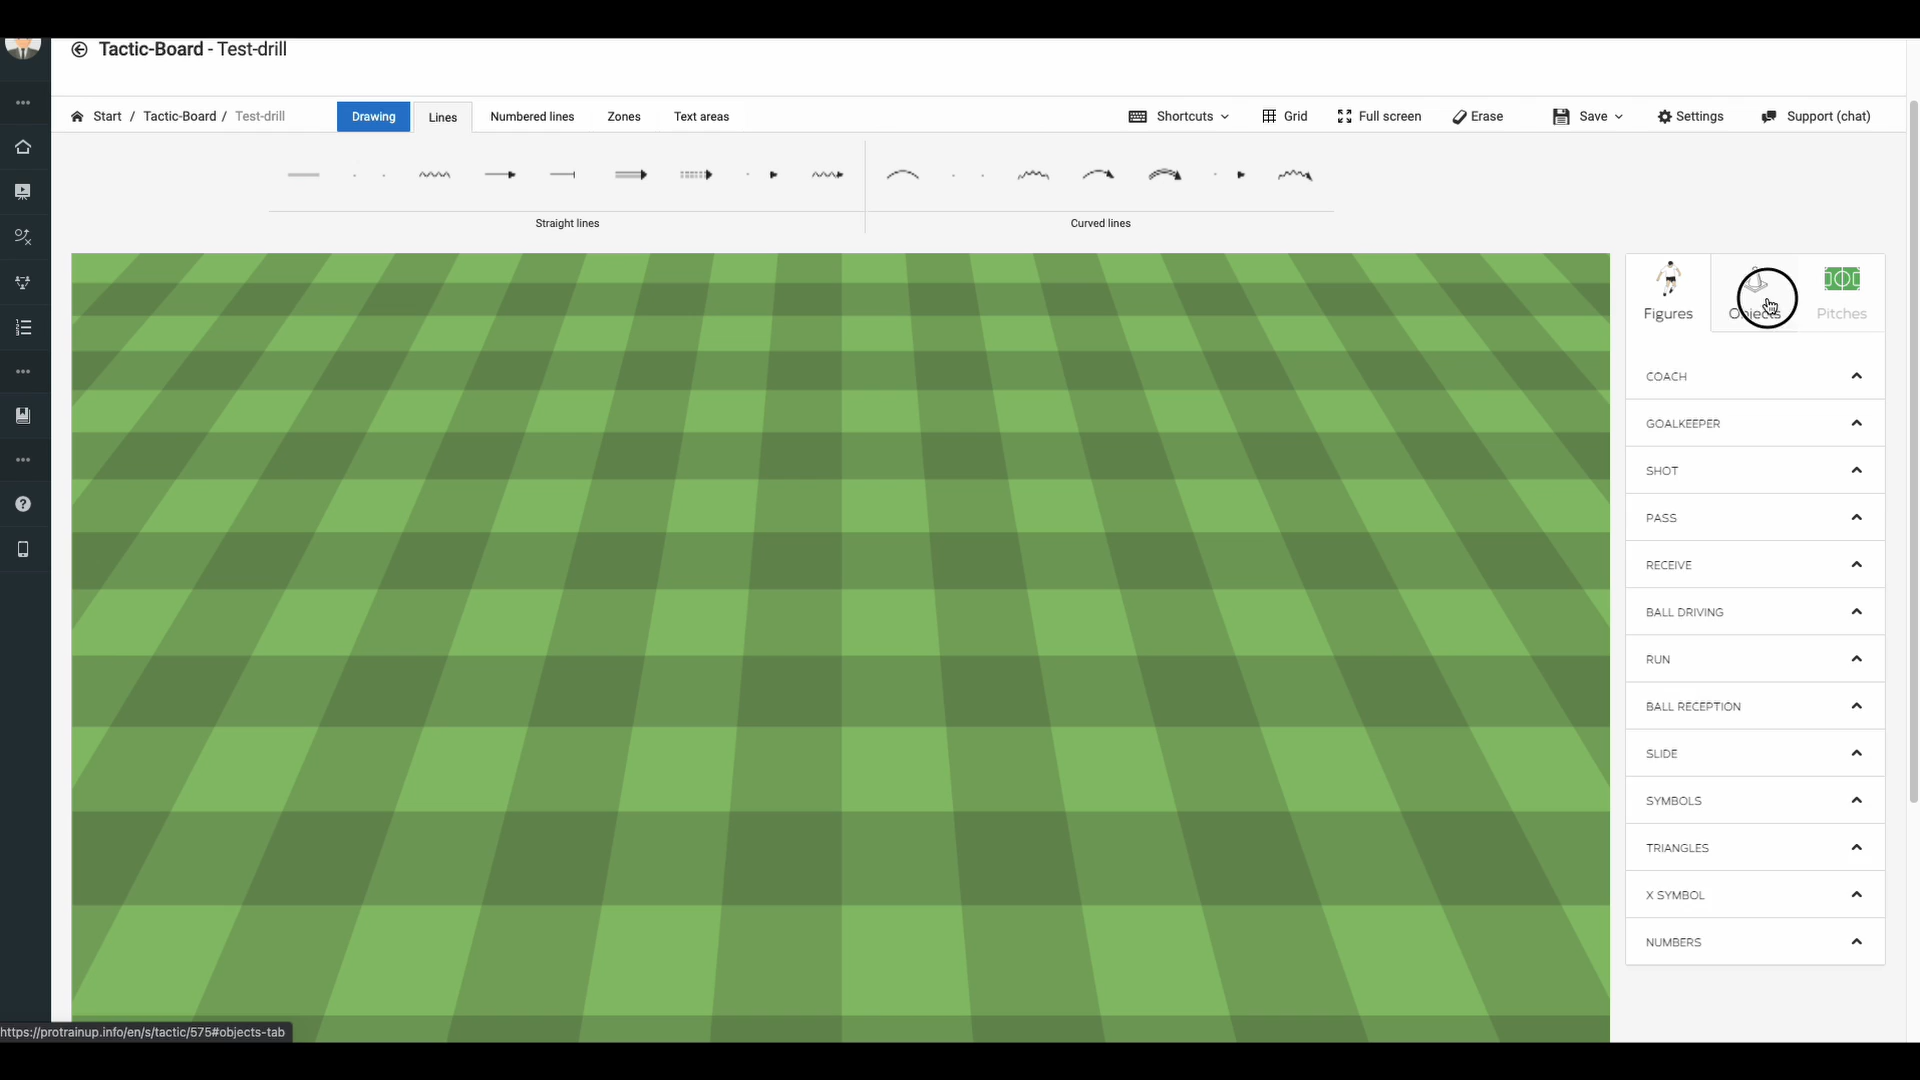 Tactic-Board - Test-drill
Start / Tactic-Board / Test-drill
Drawing Lines Numbered lines Zones Text areas
Shortcuts Grid Full screen Erase Save Settings Support (chat)
Straight lines Curved lines
Figures Objects Pitches
COACH
GOALKEEPER
SHOT
PASS
RECEIVE
BALL DRIVING
RUN
BALL RECEPTION
SLIDE
SYMBOLS
TRIANGLES
X SYMBOL
NUMBERS
https://protrainup.info/en/s/tactic/575#objects-tab